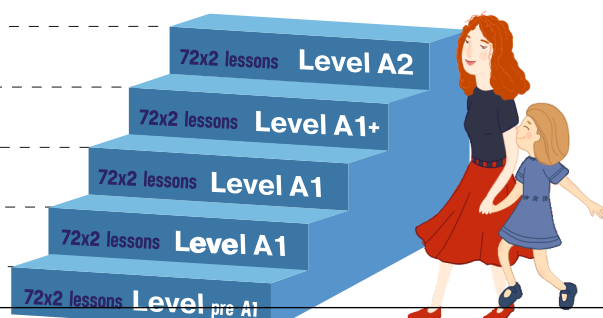 72x2 lessons Level A2
72x2 lessons Level A1+
72x2 lessons Level A1
72x2 lessons Level A1
72x2 lessons Level pre A1